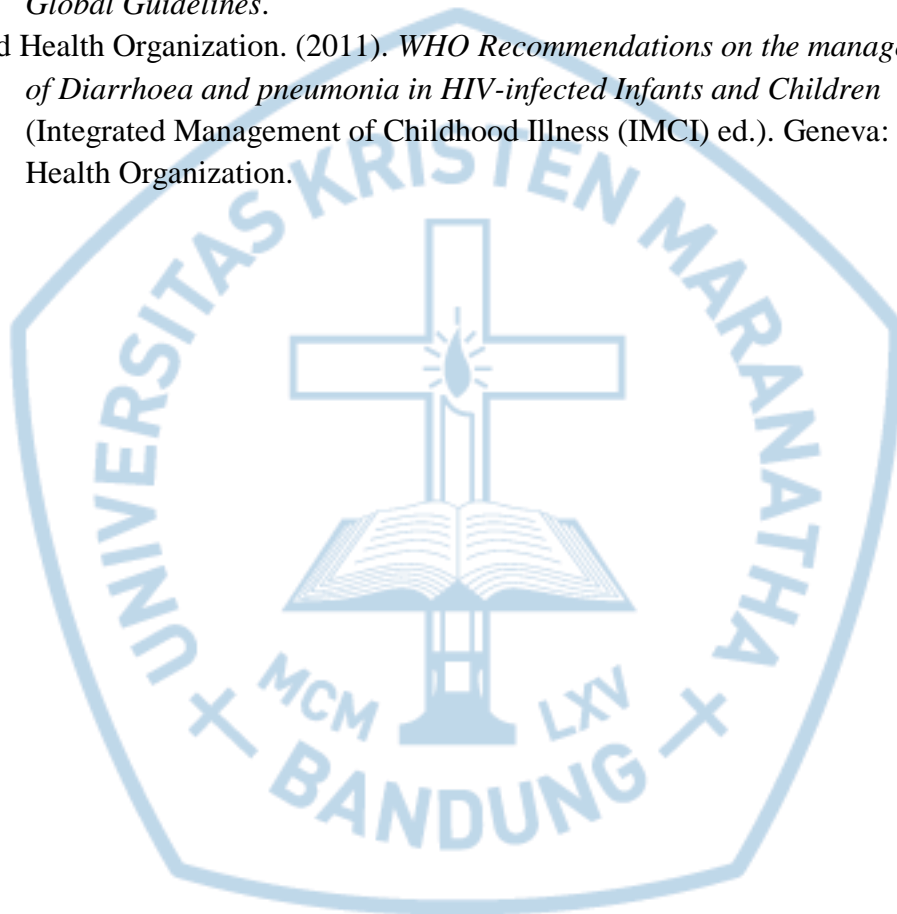 Global Guidelines.
d Health Organization. (2011). WHO Recommendations on the manage
of Diarrhoea and pneumonia in HIV-infected Infants and Children
(Integrated Management of Childhood Illness (IMCI) ed.). Geneva:
Health Organization.
UNIVERSITAS KRISTEN MARANATHA
MCM LXV
BANDUNG